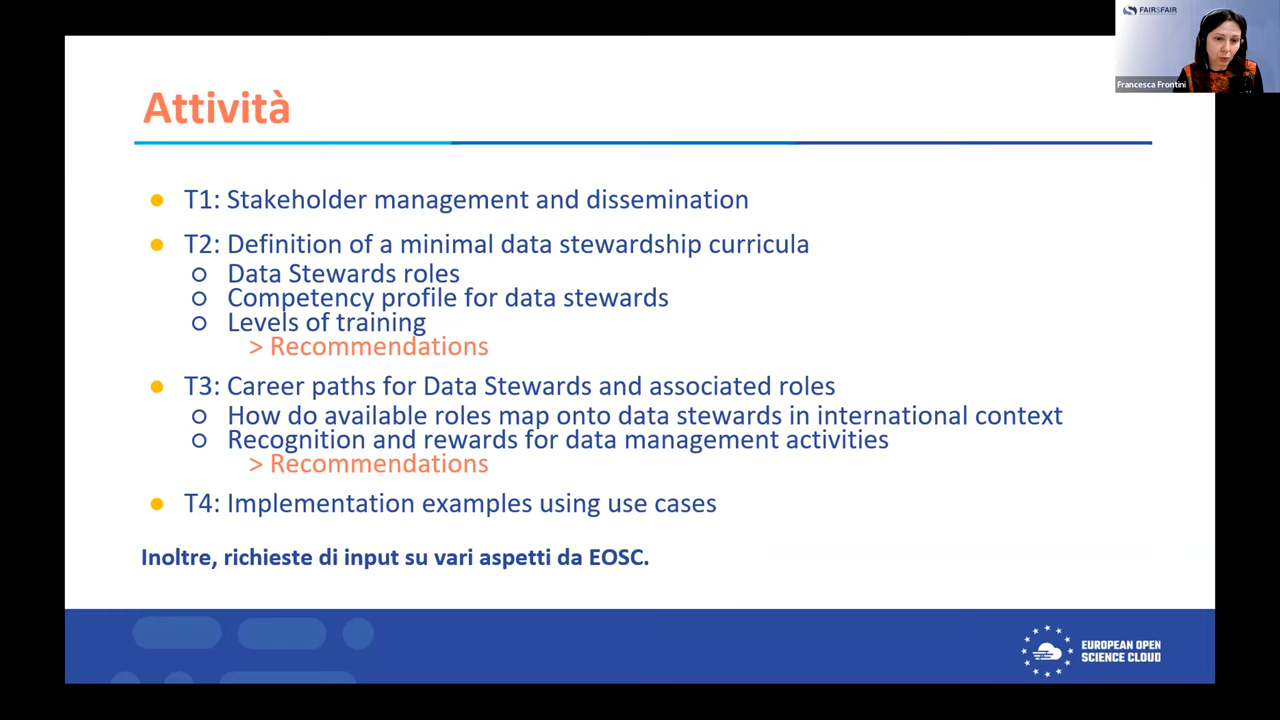 FAIRSFAIR
Francesca Frontini
Attività
T1: Stakeholder management and dissemination
T2: Definition of a minimal data stewardship curricula
Data Stewards roles
Competency profile for data stewards
Levels of training
> Recommendations
T3: Career paths for Data Stewards and associated roles
How do available roles map onto data stewards in international context
Recognition and rewards for data management activities
> Recommendations
T4: Implementation examples using use cases
Inoltre, richieste di input su vari aspetti da EOSC.
EUROPEAN OPEN
SCIENCE CLOUD